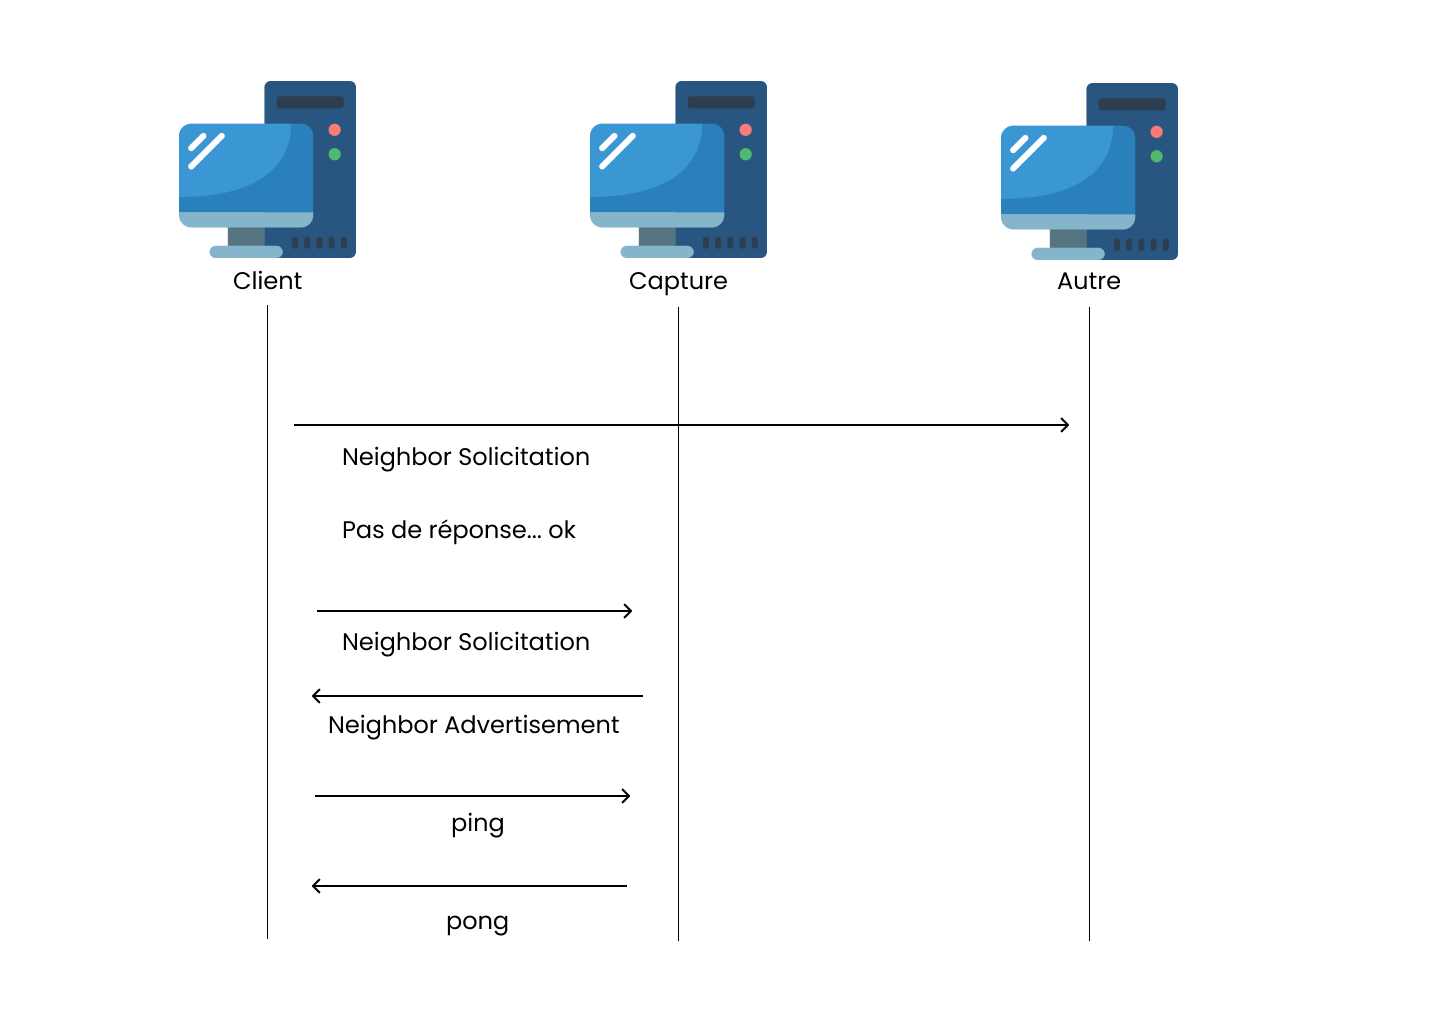 Client
Capture
Autre
Neighbor Solicitation
Pas de réponse... ok
Neighbor Solicitation
Neighbor Advertisement
ping
pong